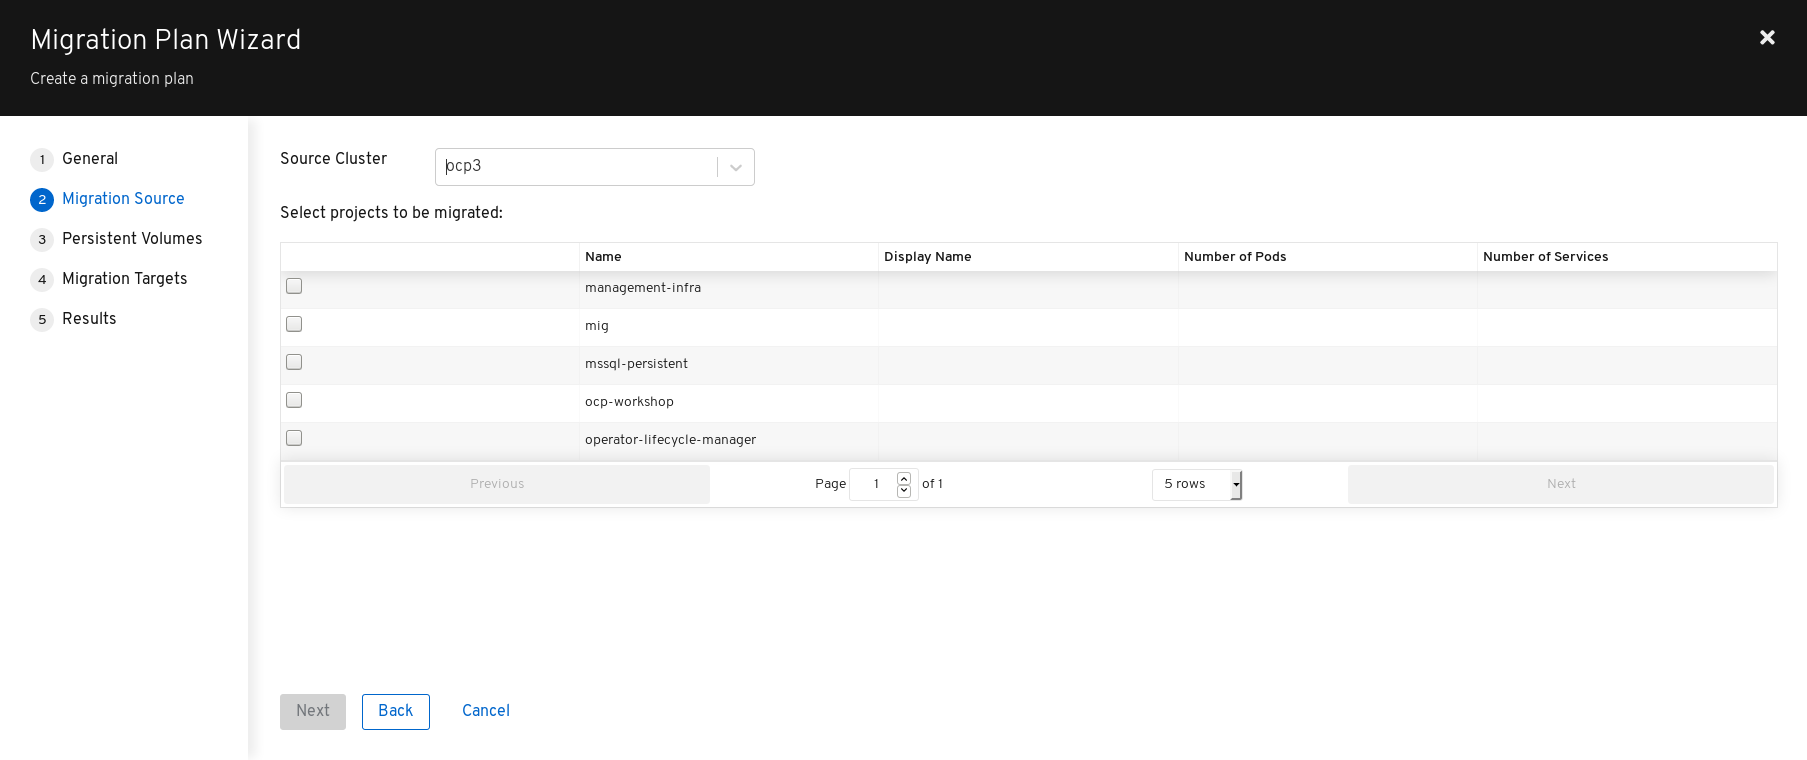 Migration Plan Wizard
Create a migration plan
1 General
2 Migration Source
3 Persistent Volumes
4 Migration Targets
5 Results
Source Cluster ocp3
Select projects to be migrated:
Name Display Name Number of Pods Number of Services
management-infra
mig
mssql-persistent
ocp-workshop
operator-lifecycle-manager
Previous Page 1 of 1 5 rows Next
Next Back Cancel